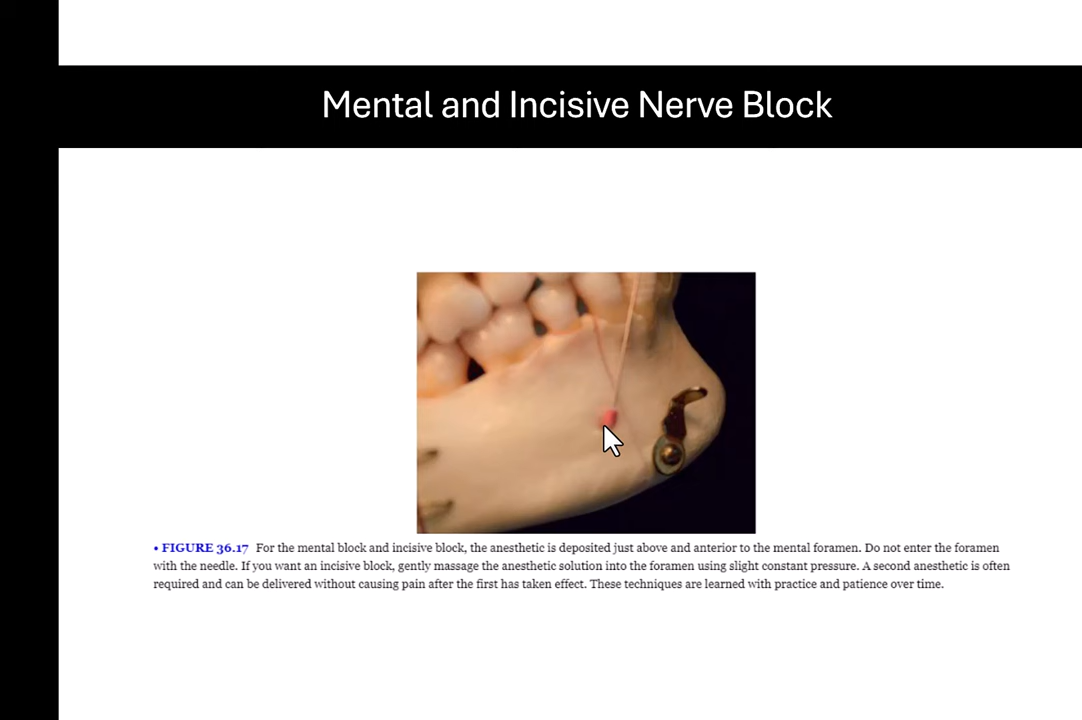 Mental and Incisive Nerve Block
• FIGURE 36.17 For the mental block and incisive block, the anesthetic is deposited just above and anterior to the mental foramen. Do not enter the foramen
with the needle. If you want an incisive block, gently massage the anesthetic solution into the foramen using slight constant pressure. A second anesthetic is often
required and can be delivered without causing pain after the first has taken effect. These techniques are learned with practice and patience over time.